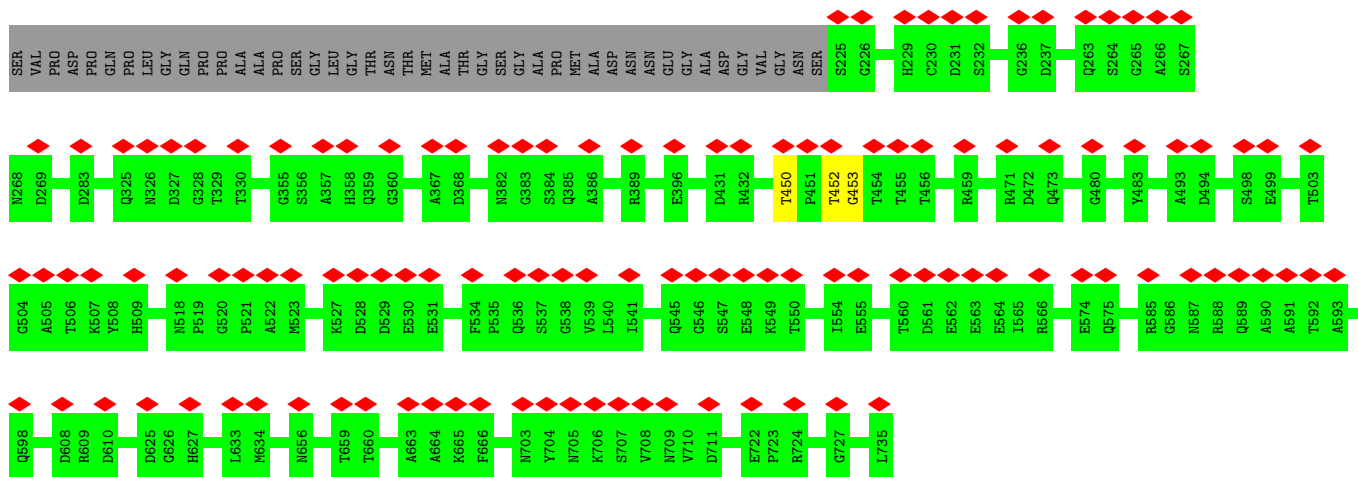 SER VAL PRO ASP PRO GLN PRO LEU GLY GLN PRO PRO ALA ALA PRO SER GLY LEU GLY THR ASN THR MET ALA THR GLY SER GLY ALA PRO MET ALA ASP ASN ASN GLU GLY ALA ASP GLY VAL GLY ASN SER S225 G226 H229 C230 D231 S232 G236 D237 Q263 S264 G265 A266 S267
N268 D269 D283 Q325 N326 D327 G328 T329 T330 G355 S356 A357 H358 Q359 G360 A367 D368 N382 G383 S384 Q385 A386 R389 E396 D431 R432 T450 P451 T452 G453 T454 T455 T456 R459 R471 D472 Q473 G480 Y483 A493 D494 S498 E499 T503
G504 A505 T506 K507 Y508 H509 N518 P519 G520 P521 A522 M523 K527 D528 D529 E530 E531 F534 P535 Q536 S537 G538 V539 L540 I541 Q545 G546 S547 E548 K549 T550 I554 E555 T560 D561 E562 E563 E564 I565 R566 E574 Q575 R585 G586 N587 R588 Q589 A590 A591 T592 A593
Q598 D608 R609 D610 D625 G626 H627 L633 M634 N656 T659 T660 A663 A664 K665 F666 N703 Y704 N705 K706 S707 V708 N709 V710 D711 E722 P723 R724 G727 L735